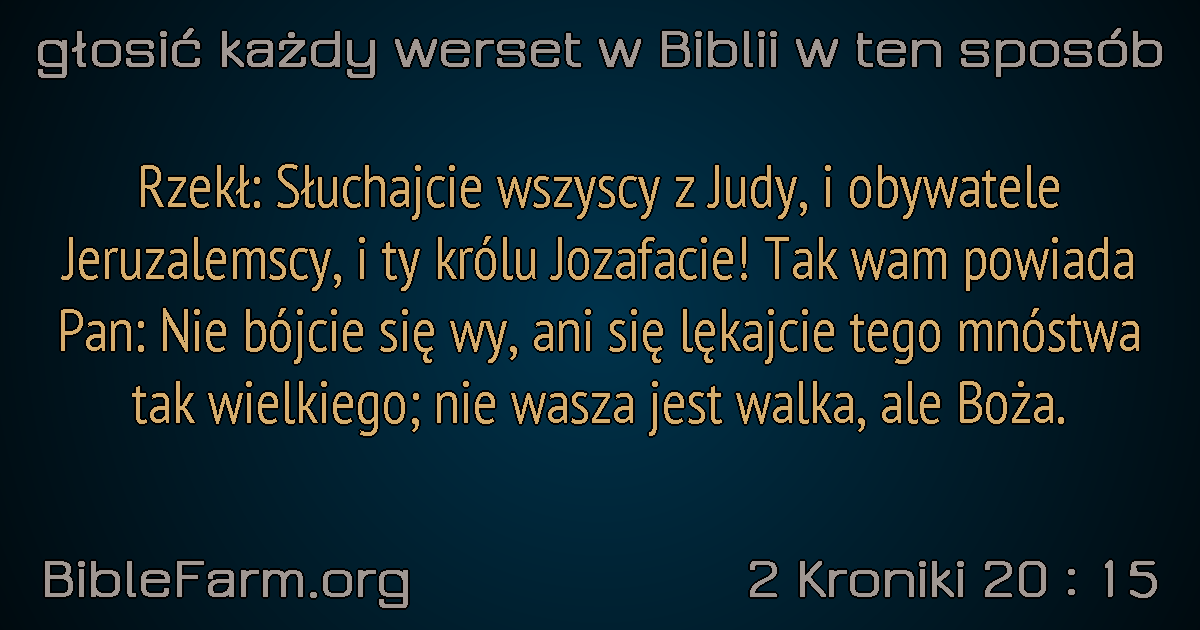 głosić każdy werset w Biblii w ten sposób
Rzekł: Słuchajcie wszyscy z Judy, i obywatele
Jeruzalemscy, i ty królu Jozafacie! Tak wam powiada
Pan: Nie bójcie się wy, ani się lękajcie tego mnóstwa
tak wielkiego; nie wasza jest walka, ale Boża.
BibleFarm.org
2 Kroniki 20 : 15